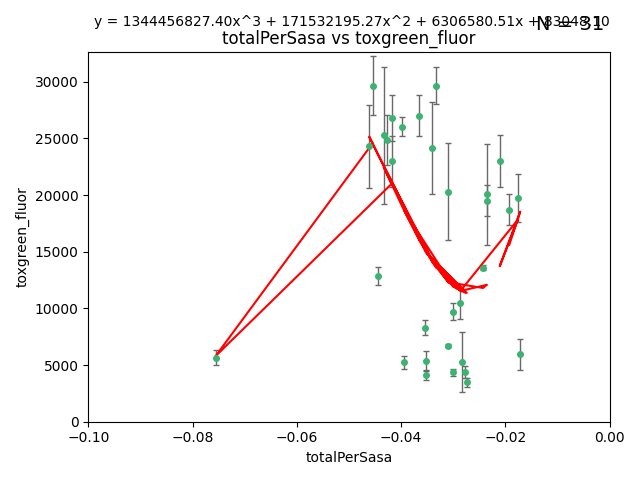 y = 1344456827.40x^3 + 171532195.27x^2 + 6306580.51x + 83048.10
N = 31
totalPerSasa vs toxgreen_fluor
30000
25000
20000
15000
10000
5000
0
toxgreen_fluor
−0.10 −0.08 −0.06 −0.04 −0.02 0.00
totalPerSasa